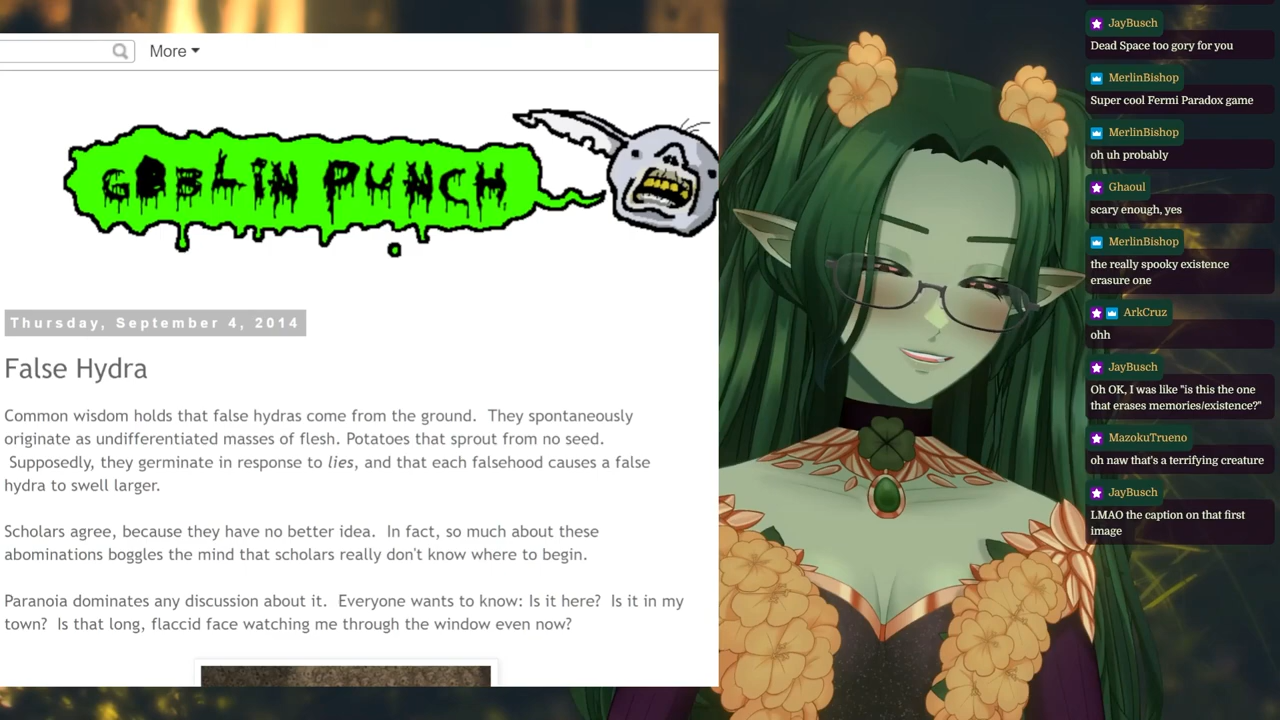 More
GOBLIN PUNCH
Thursday, September 4, 2014
False Hydra
Common wisdom holds that false hydras come from the ground.  They spontaneously
originate as undifferentiated masses of flesh. Potatoes that sprout from no seed.
Supposedly, they germinate in response to lies, and that each falsehood causes a false
hydra to swell larger.
Scholars agree, because they have no better idea.  In fact, so much about these
abominations boggles the mind that scholars really don't know where to begin.
Paranoia dominates any discussion about it.  Everyone wants to know: Is it here?  Is it in my
town?  Is that long, flaccid face watching me through the window even now?
JayBusch
Dead Space too gory for you
MerlinBishop
Super cool Fermi Paradox game
MerlinBishop
oh uh probably
Ghaoul
scary enough, yes
MerlinBishop
the really spooky existence
erasure one
ArkCruz
ohh
JayBusch
Oh OK, I was like "is this the one
that erases memories/existence?"
MazokuTrueno
oh naw that's a terrifying creature
JayBusch
LMAO the caption on that first
image